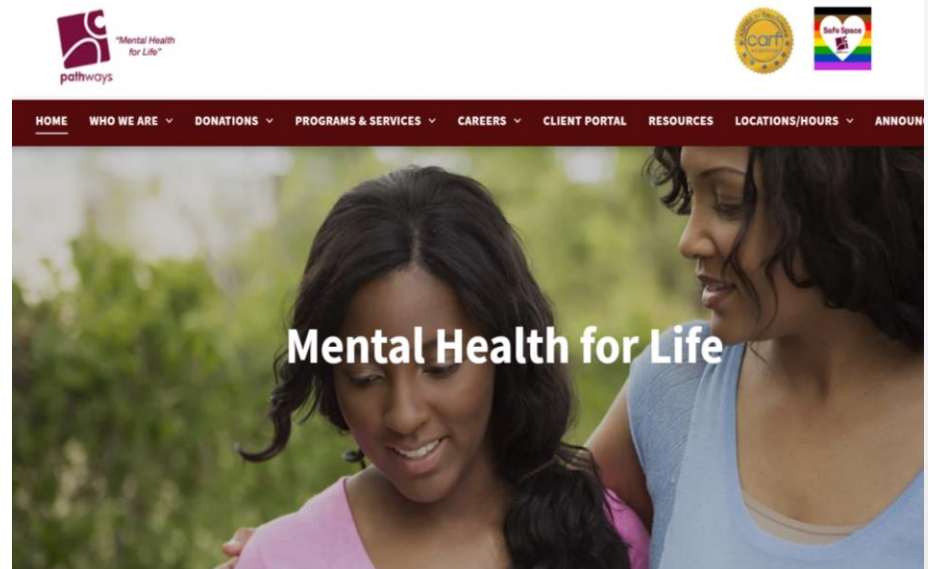 "Mental Health
for Life"
pathways
carf
Safe Space
HOME WHO WE ARE DONATIONS PROGRAMS & SERVICES CAREERS CLIENT PORTAL RESOURCES LOCATIONS/HOURS ANNOUN
Mental Health for Life